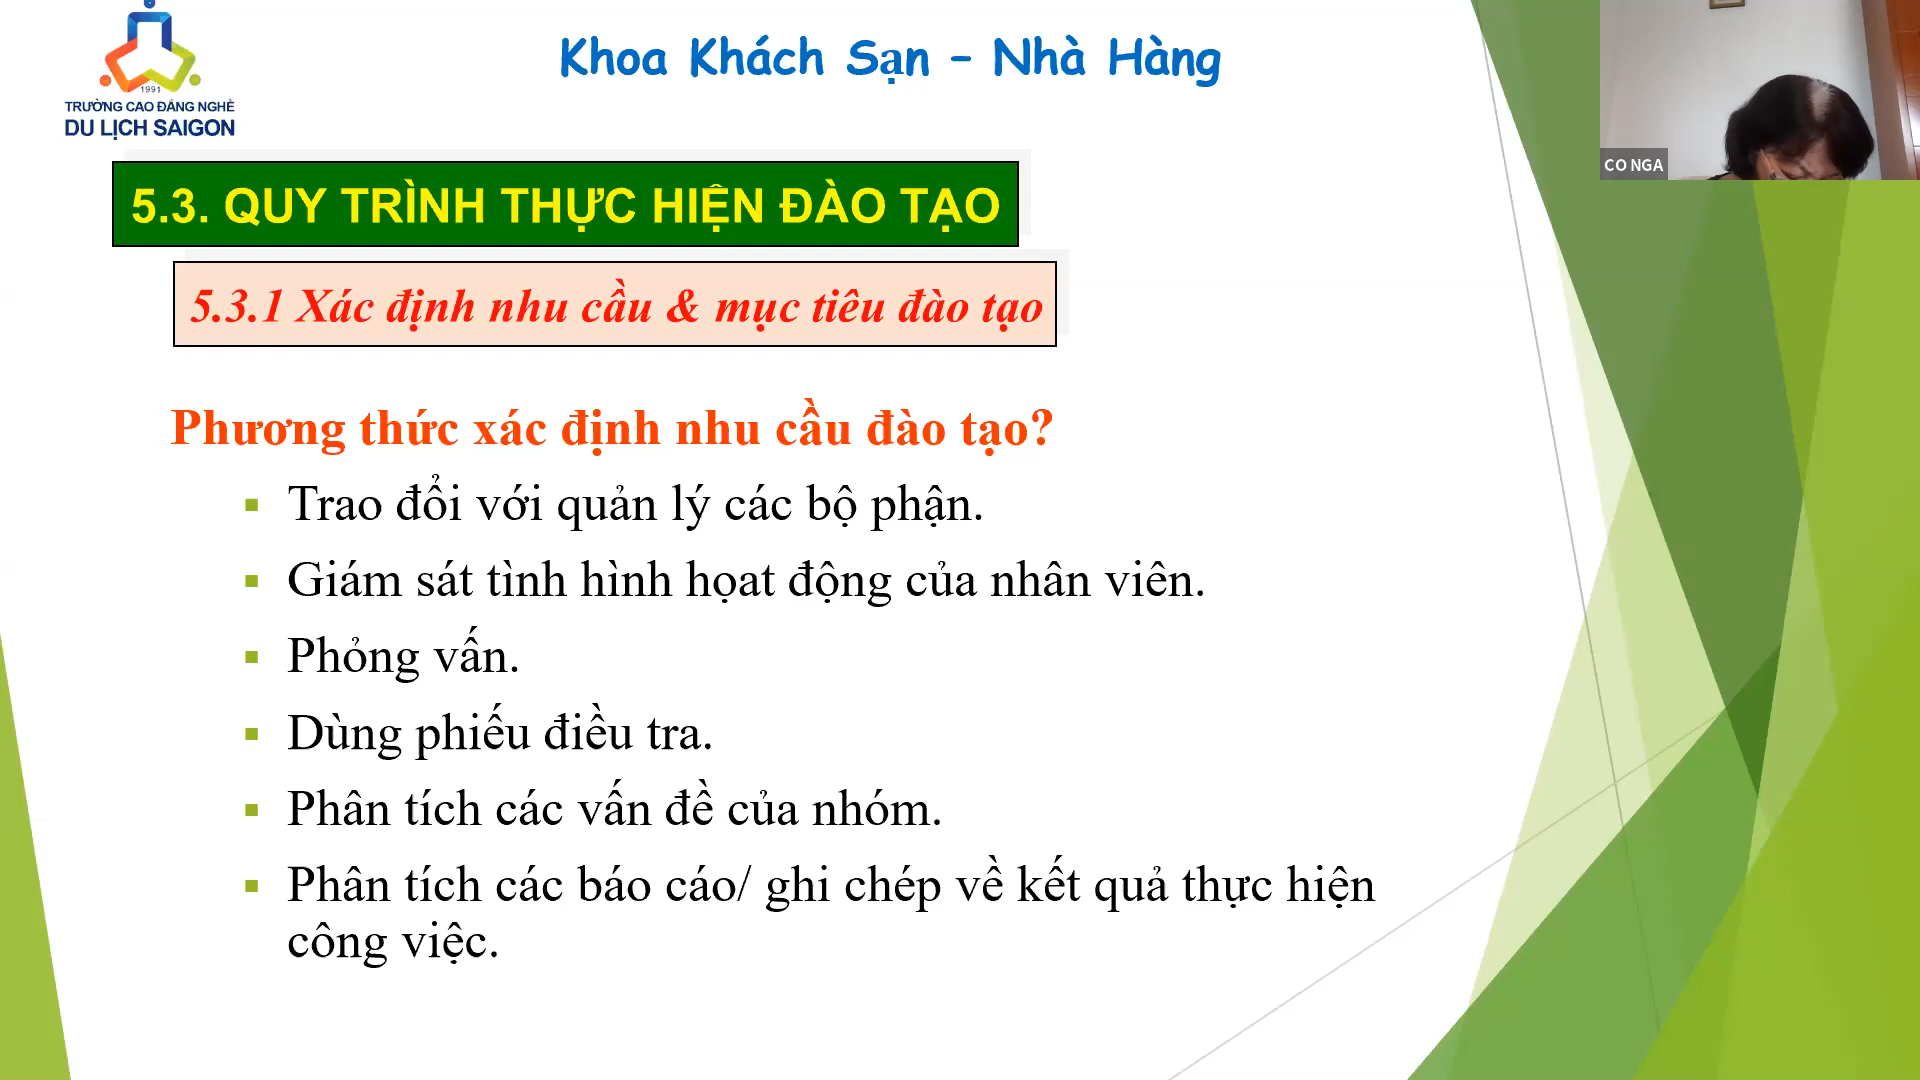 1991
TRƯỜNG CAO ĐẲNG NGHỀ
DU LỊCH SAIGON
Khoa Khách Sạn – Nhà Hàng
CO NGA
5.3. QUY TRÌNH THỰC HIỆN ĐÀO TẠO
5.3.1 Xác định nhu cầu & mục tiêu đào tạo
Phương thức xác định nhu cầu đào tạo?
Trao đổi với quản lý các bộ phận.
Giám sát tình hình họat động của nhân viên.
Phỏng vấn.
Dùng phiếu điều tra.
Phân tích các vấn đề của nhóm.
Phân tích các báo cáo/ ghi chép về kết quả thực hiện
công việc.